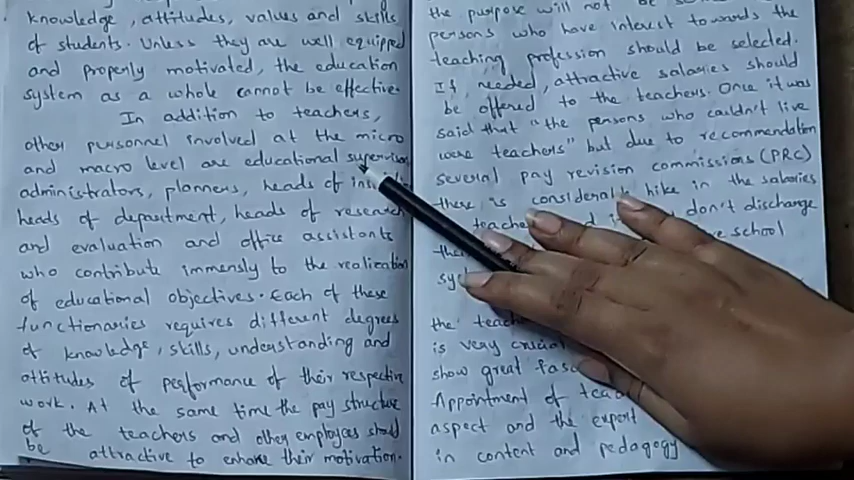 knowledge, attitudes, values and skills
of students. Unless they are well equipped
and properly motivated, the education
system as a whole cannot be effective.
In addition to teachers,
other personnel involved at the micro
and macro level are educational supervisors
administrators, planners, heads of
heads of department, heads of research
and evaluation and office assistants
who contribute immensly to the realization
of educational objectives. Each of these
functionaries requires different degrees
of knowledge, skills, understanding and
attitudes of performance of their respective
work. At the same time the pay structure
of the teachers and other employees should
be attractive to enhance their motivation.
the purpose will not be
persons who have interest towards the
teaching profession should be selected.
If needed, attractive salaries should
be offered to the teachers. Once it was
said that "the persons who couldn't live
were teachers" but due to recommendation
several pay revision commissions (PRC)
there is considerable hike in the salaries
don't discharge
school
the
is very crucial
show great
Appointment of
aspect and the expert
in content and pedagogy